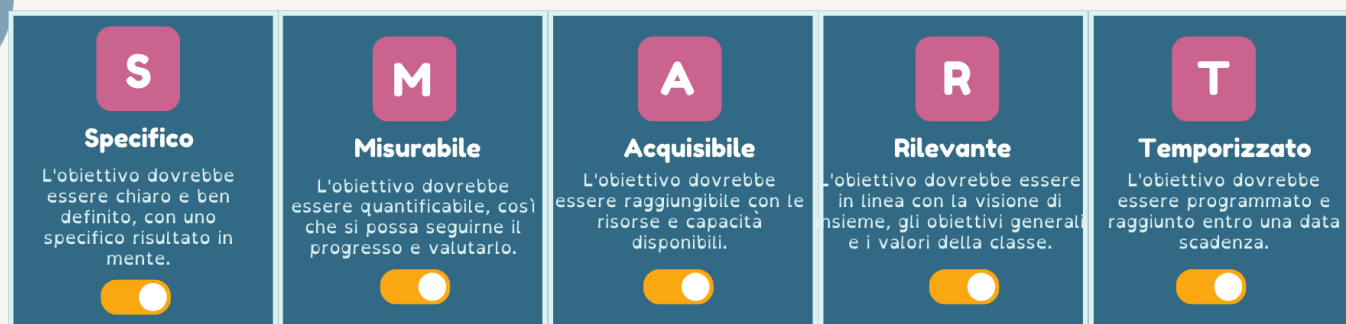 S
Specifico
L'obiettivo dovrebbe
essere chiaro e ben
definito, con uno
specifico risultato in
mente.
M
Misurabile
L'obiettivo dovrebbe
essere quantificabile, così
che si possa seguirne il
progresso e valutarlo.
A
Acquisibile
L'obiettivo dovrebbe
essere raggiungibile con le
risorse e capacità
disponibili.
R
Rilevante
L'obiettivo dovrebbe essere
in linea con la visione di
insieme, gli obiettivi generali
e i valori della classe.
T
Temporizzato
L'obiettivo dovrebbe
essere programmato e
raggiunto entro una data
scadenza.